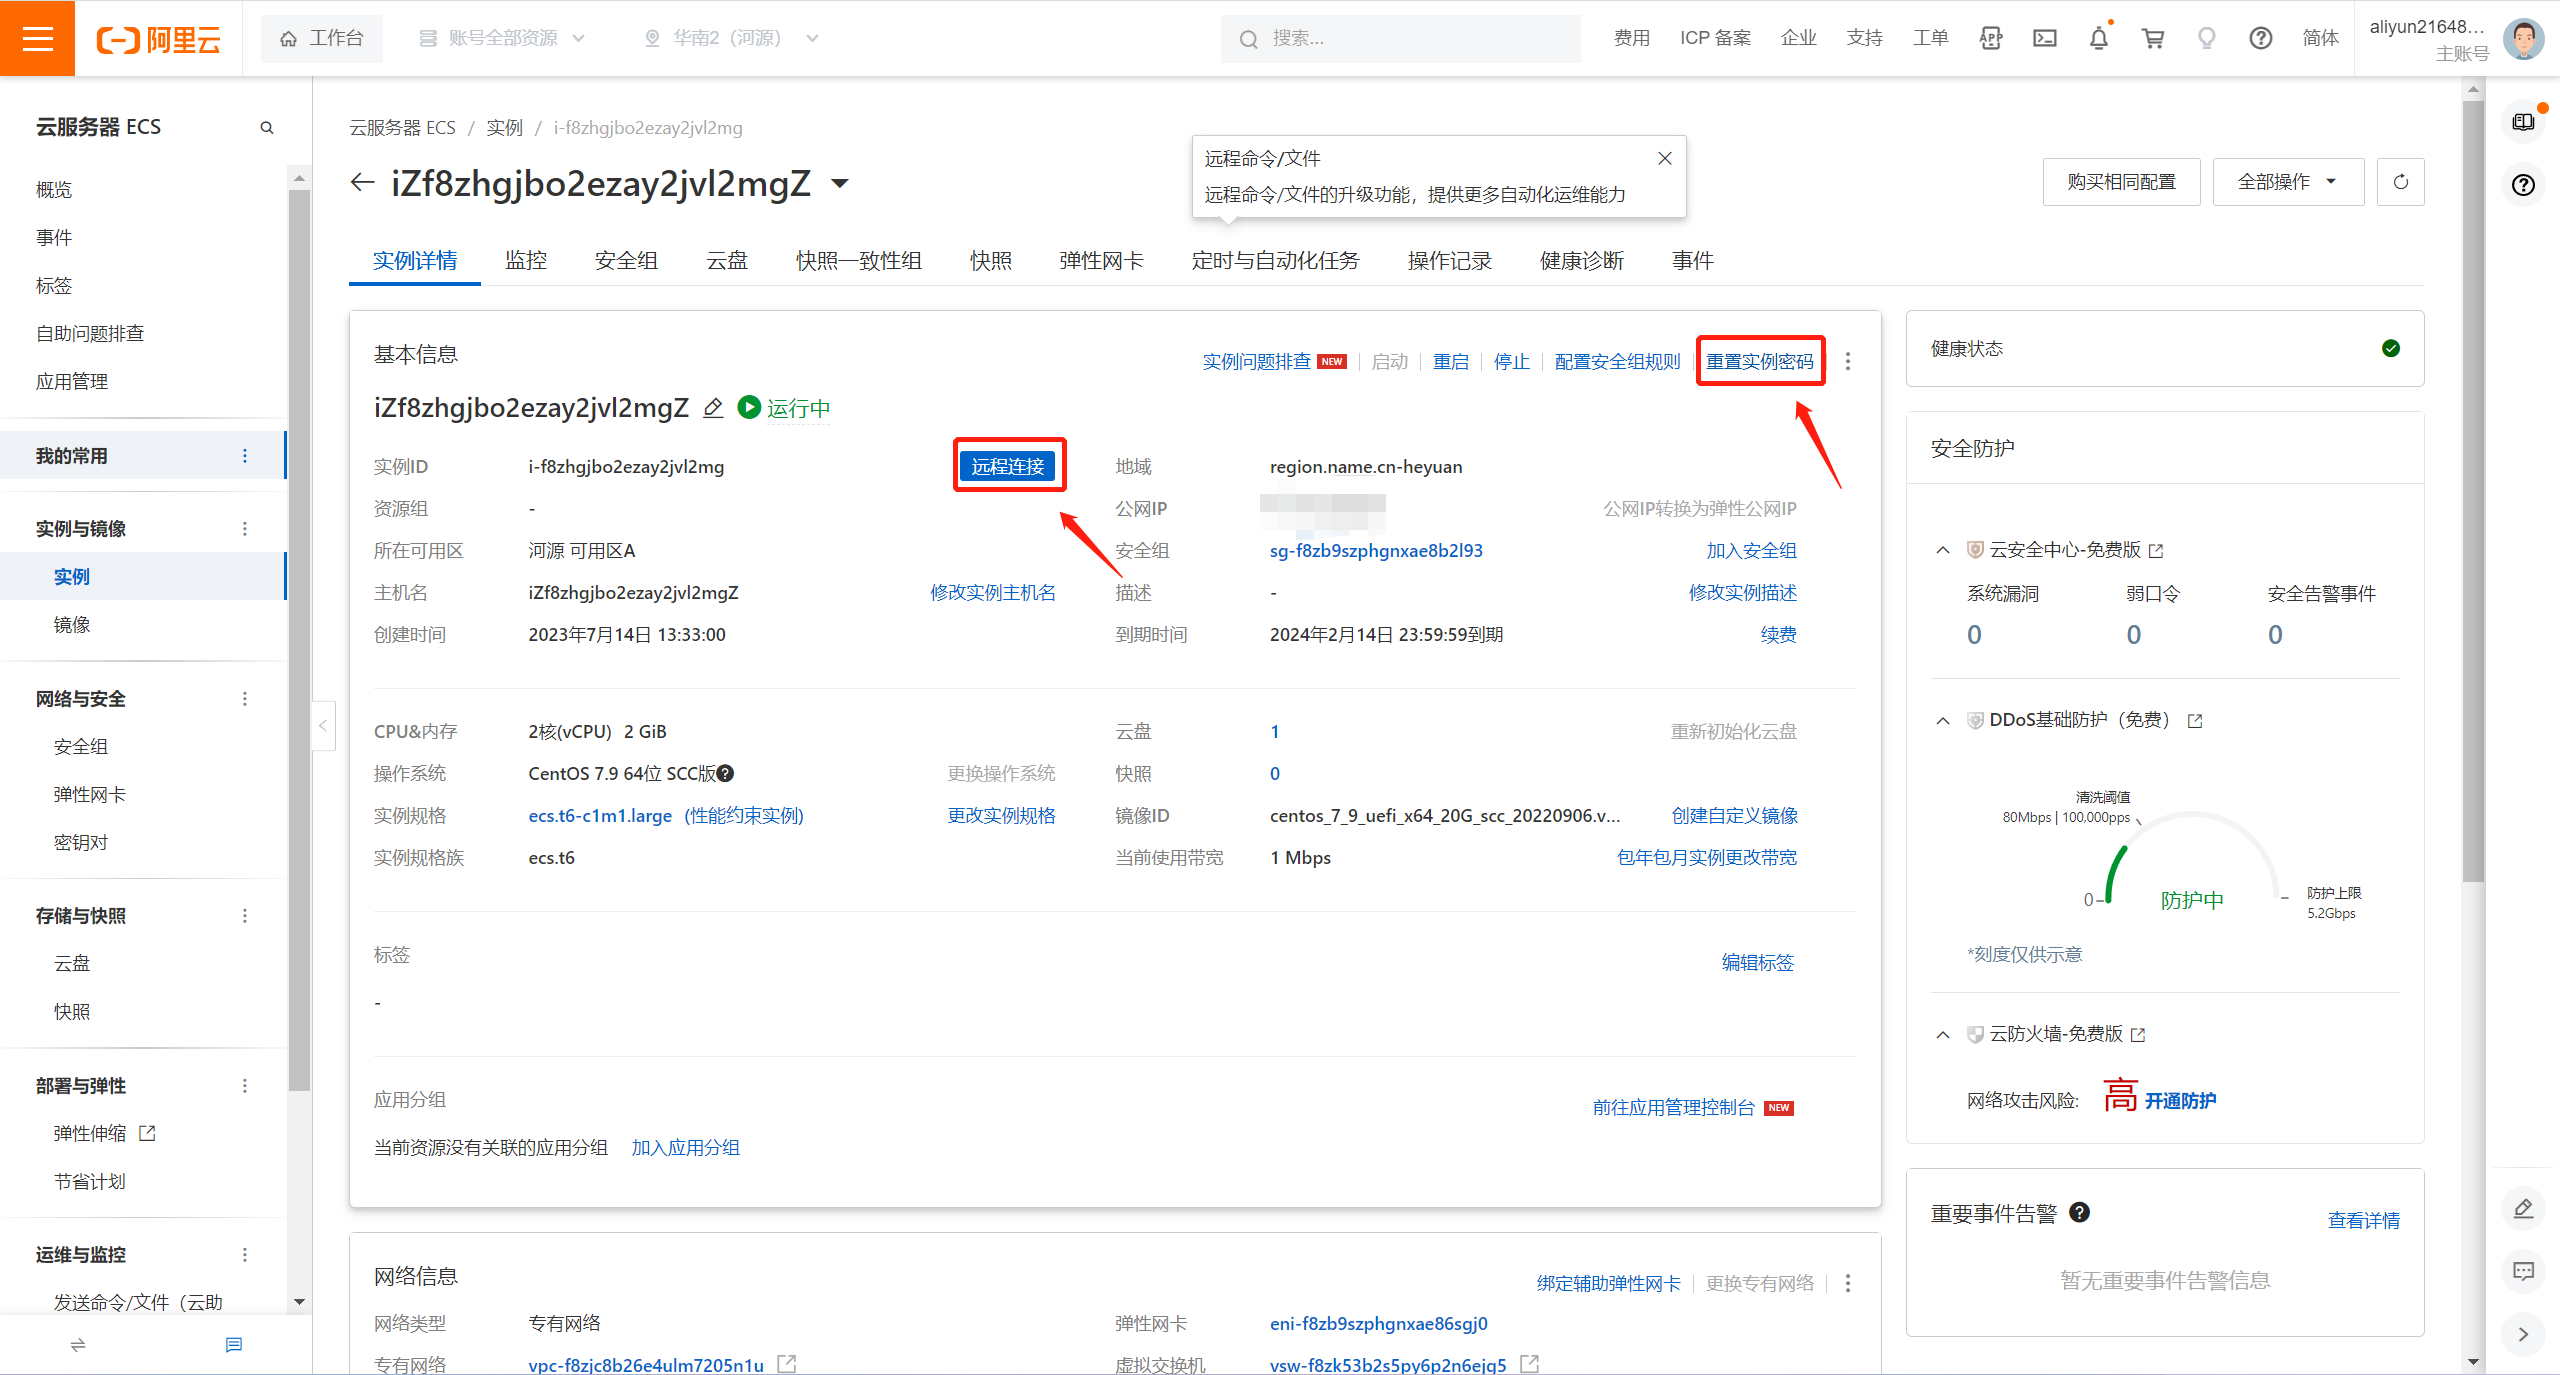 阿里云
工作台
账号全部资源
华南2（河源）
搜索...
费用
ICP 备案
企业
支持
工单
APP
简体
aliyun21648...
主账号
云服务器 ECS
概览
事件
标签
自助问题排查
应用管理
我的常用
实例与镜像
实例
镜像
网络与安全
安全组
弹性网卡
密钥对
存储与快照
云盘
快照
部署与弹性
弹性伸缩
节省计划
运维与监控
发送命令/文件（云助
云服务器 ECS / 实例 / i-f8zhgjbo2ezay2jvl2mg
iZf8zhgjbo2ezay2jvl2mgZ
远程命令/文件
远程命令/文件的升级功能，提供更多自动化运维能力
购买相同配置
全部操作
实例详情
监控
安全组
云盘
快照一致性组
快照
弹性网卡
定时与自动化任务
操作记录
健康诊断
事件
基本信息
实例问题排查 NEW
启动
重启
停止
配置安全组规则
重置实例密码
iZf8zhgjbo2ezay2jvl2mgZ
运行中
实例ID
i-f8zhgjbo2ezay2jvl2mg
远程连接
地域
region.name.cn-heyuan
资源组
-
公网IP
公网IP转换为弹性公网IP
所在可用区
河源 可用区A
安全组
sg-f8zb9szphgnxae8b2l93
加入安全组
主机名
iZf8zhgjbo2ezay2jvl2mgZ
修改实例主机名
描述
-
修改实例描述
创建时间
2023年7月14日 13:33:00
到期时间
2024年2月14日 23:59:59到期
续费
CPU&内存
2核(vCPU) 2 GiB
云盘
1
重新初始化云盘
操作系统
CentOS 7.9 64位 SCC版
更换操作系统
快照
0
实例规格
ecs.t6-c1m1.large (性能约束实例)
更改实例规格
镜像ID
centos_7_9_uefi_x64_20G_scc_20220906.v...
创建自定义镜像
实例规格族
ecs.t6
当前使用带宽
1 Mbps
包年包月实例更改带宽
标签
编辑标签
-
应用分组
前往应用管理控制台 NEW
当前资源没有关联的应用分组
加入应用分组
网络信息
绑定辅助弹性网卡
更换专有网络
网络类型
专有网络
弹性网卡
eni-f8zb9szphgnxae86sgj0
专有网络
vpc-f8zjc8b26e4ulm7205n1u
虚拟交换机
vsw-f8zk53b2s5py6p2n6ejg5
健康状态
安全防护
云安全中心-免费版
系统漏洞
弱口令
安全告警事件
0
0
0
DDoS基础防护（免费）
清洗阈值
80Mbps | 100,000pps
0
防护中
防护上限
5.2Gbps
*刻度仅供示意
云防火墙-免费版
网络攻击风险:
高
开通防护
重要事件告警
查看详情
暂无重要事件告警信息